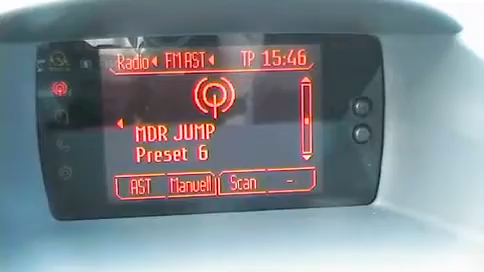 Radio FM AST TP 15:46
MDR JUMP
Preset 6
AST Manuell Scan -